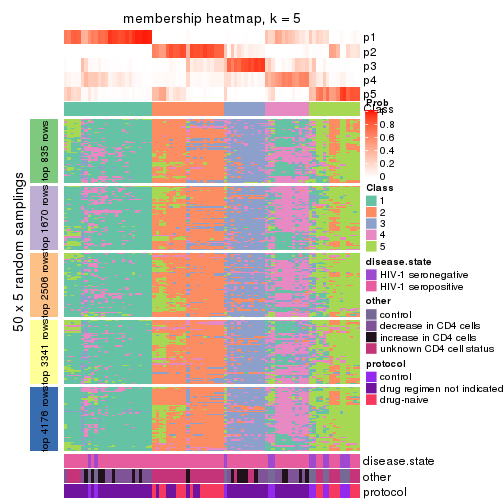 membership heatmap, k = 5
p1
p2
p3
p4
p5
Class
Prob
1
0.8
0.6
0.4
0.2
0
Class
1
2
3
4
5
disease.state
HIV-1 seronegative
HIV-1 seropositive
other
control
decrease in CD4 cells
increase in CD4 cells
unknown CD4 cell status
protocol
control
drug regimen not indicated
drug-naive
50 x 5 random samplings
top 835 rows
top 1670 rows
top 2506 rows
top 3341 rows
top 4176 rows
disease.state
other
protocol